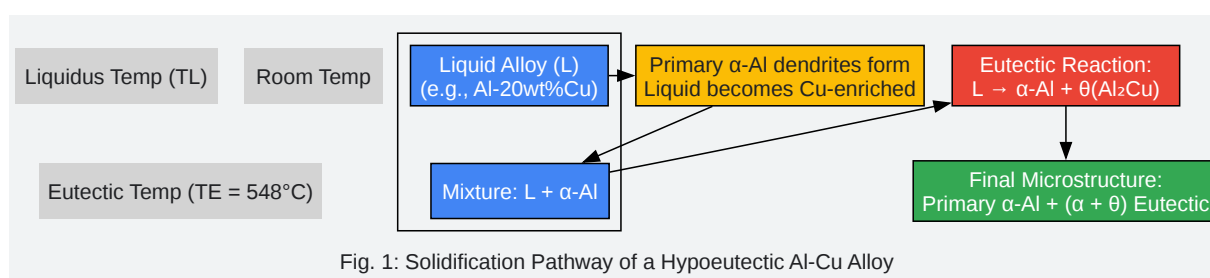 Liquidus Temp (TL)
Room Temp
Liquid Alloy (L)
(e.g., Al-20wt%Cu)
Primary α-Al dendrites form
Liquid becomes Cu-enriched
Eutectic Reaction:
L → α-Al + θ(Al₂Cu)
Eutectic Temp (TE = 548°C)
Mixture: L + α-Al
Final Microstructure:
Primary α-Al + (α + θ) Eutectic
Fig. 1: Solidification Pathway of a Hypoeutectic Al-Cu Alloy